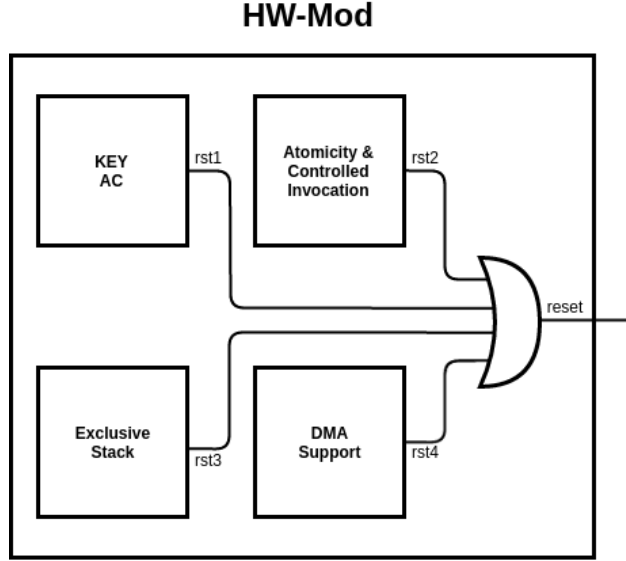 HW-Mod
KEY
AC
rst1
Atomicity &
Controlled
Invocation
rst2
reset
Exclusive
Stack
rst3
DMA
Support
rst4